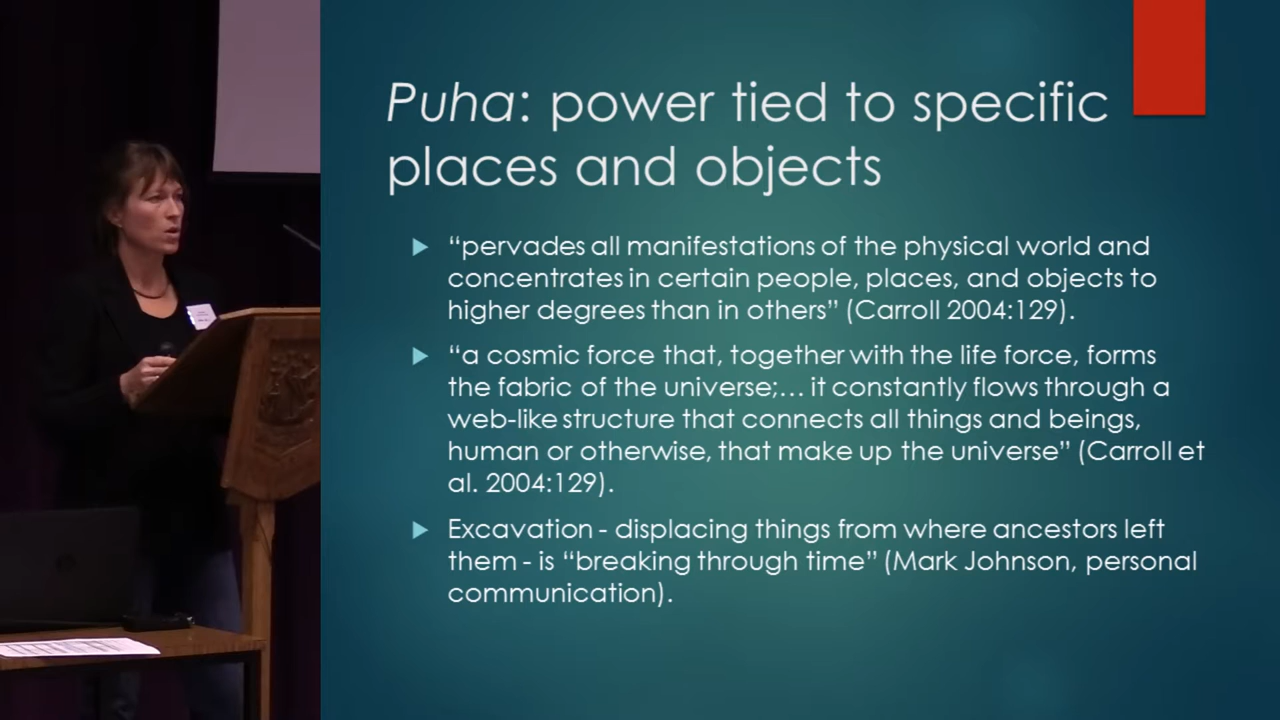 Puha: power tied to specific
places and objects
“pervades all manifestations of the physical world and
concentrates in certain people, places, and objects to
higher degrees than in others” (Carroll 2004:129).
“a cosmic force that, together with the life force, forms
the fabric of the universe;… it constantly flows through a
web-like structure that connects all things and beings,
human or otherwise, that make up the universe” (Carroll et
al. 2004:129).
Excavation - displacing things from where ancestors left
them - is “breaking through time” (Mark Johnson, personal
communication).